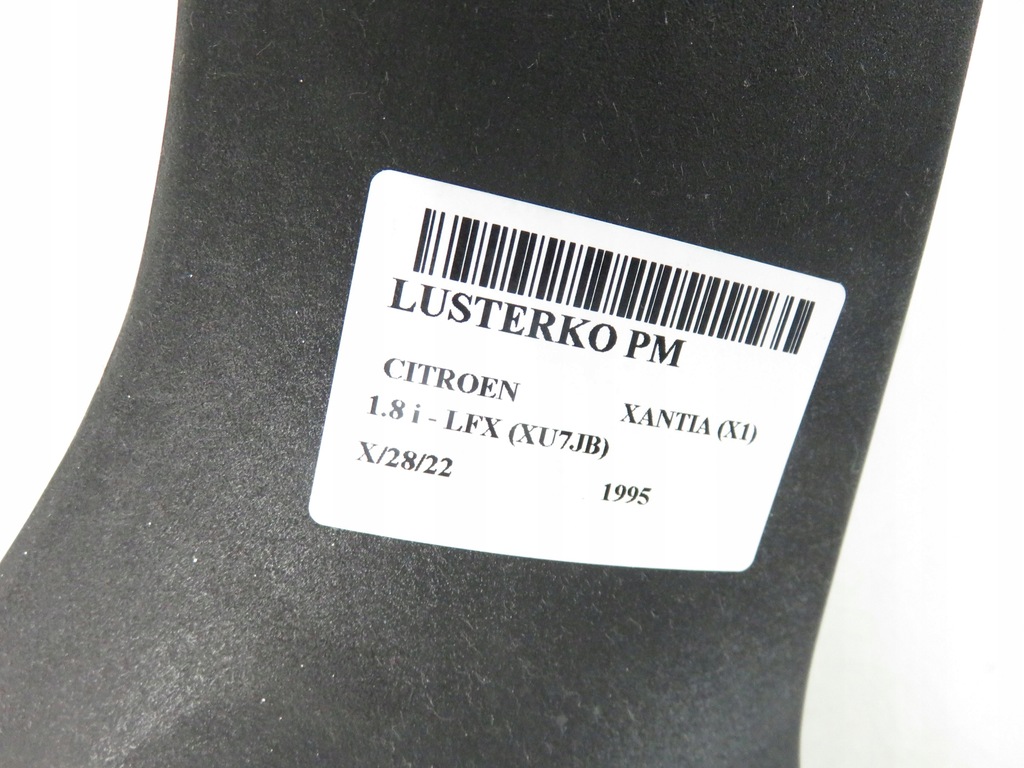 LUSTERKO PM
CITROEN XANTIA (X1)
1.8 i - LFX (XU7JB)
X/28/22 1995